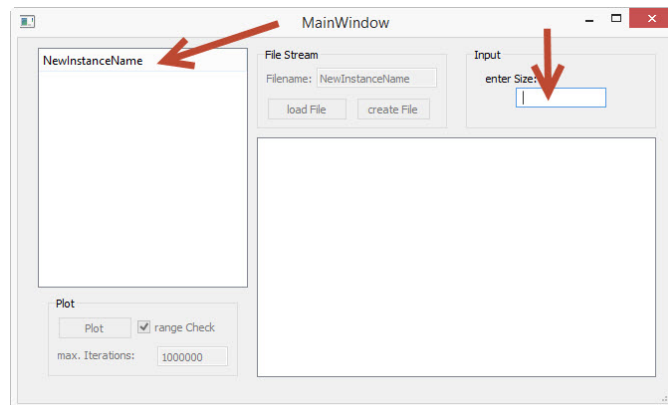 MainWindow
NewInstanceName
File Stream
Filename: NewInstanceName
load File create File
Input
enter Size:
Plot
Plot range Check
max. Iterations: 1000000